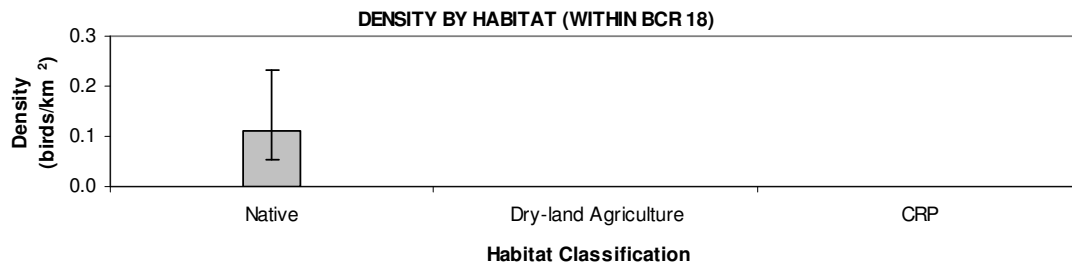 DENSITY BY HABITAT (WITHIN BCR 18)
Density
(birds/km ²)
0.3
0.2
0.1
0.0
Native Dry-land Agriculture CRP
Habitat Classification